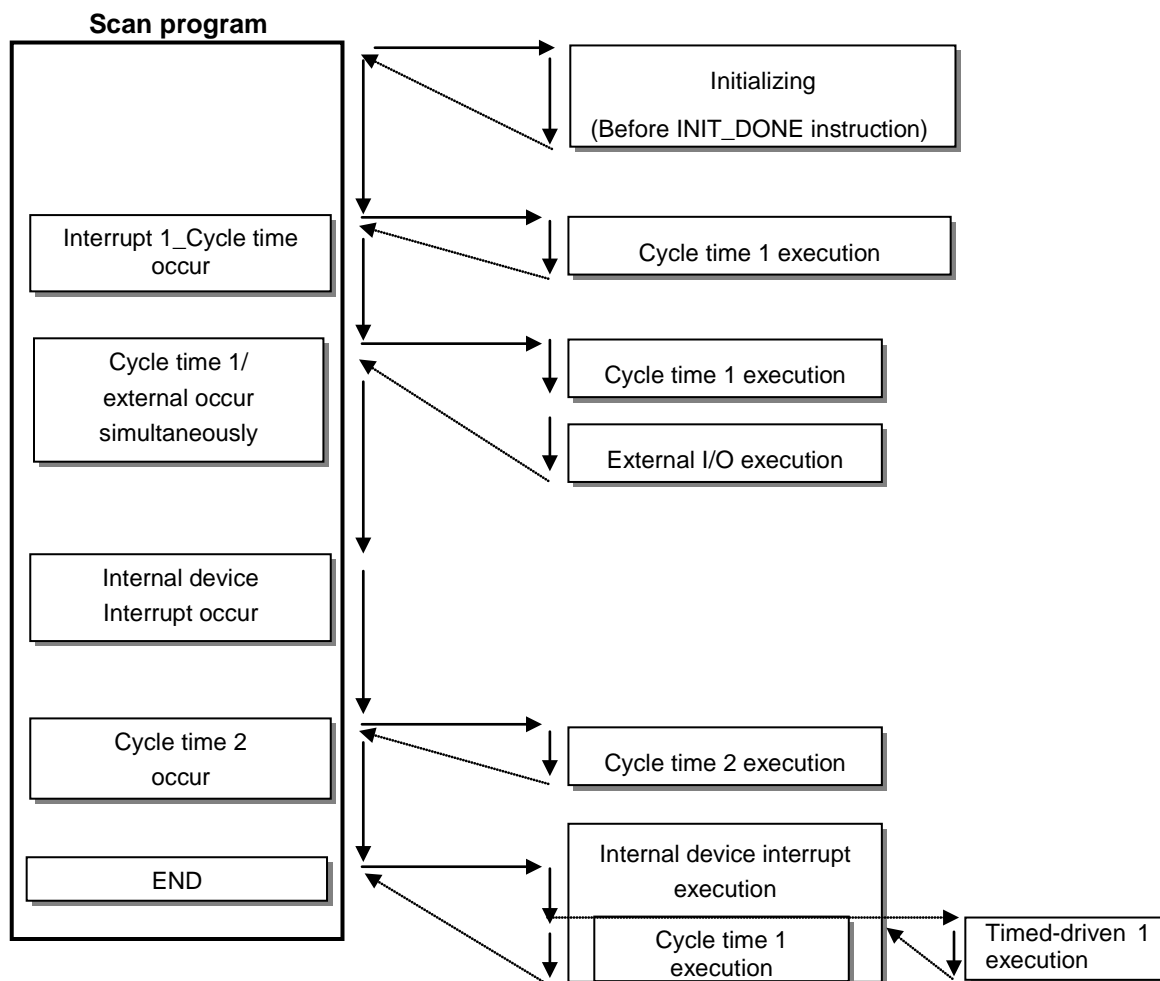 Scan program
Initializing
(Before INIT_DONE instruction)
Interrupt 1_Cycle time
occur
Cycle time 1 execution
Cycle time 1/
external occur
simultaneously
Cycle time 1 execution
External I/O execution
Internal device
Interrupt occur
Cycle time 2
occur
Cycle time 2 execution
END
Internal device interrupt
execution
Cycle time 1
execution
Timed-driven 1
execution